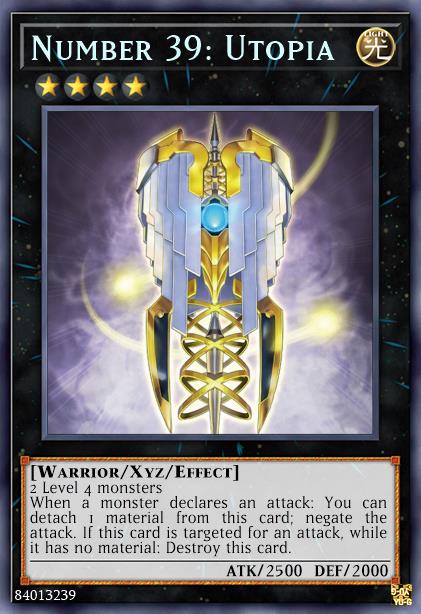 Number 39: Utopia
LIGHT
光
[Warrior/Xyz/Effect]
2 Level 4 monsters
When a monster declares an attack: You can
detach 1 material from this card; negate the
attack. If this card is targeted for an attack, while
it has no material: Destroy this card.
ATK/2500 DEF/2000
84013239